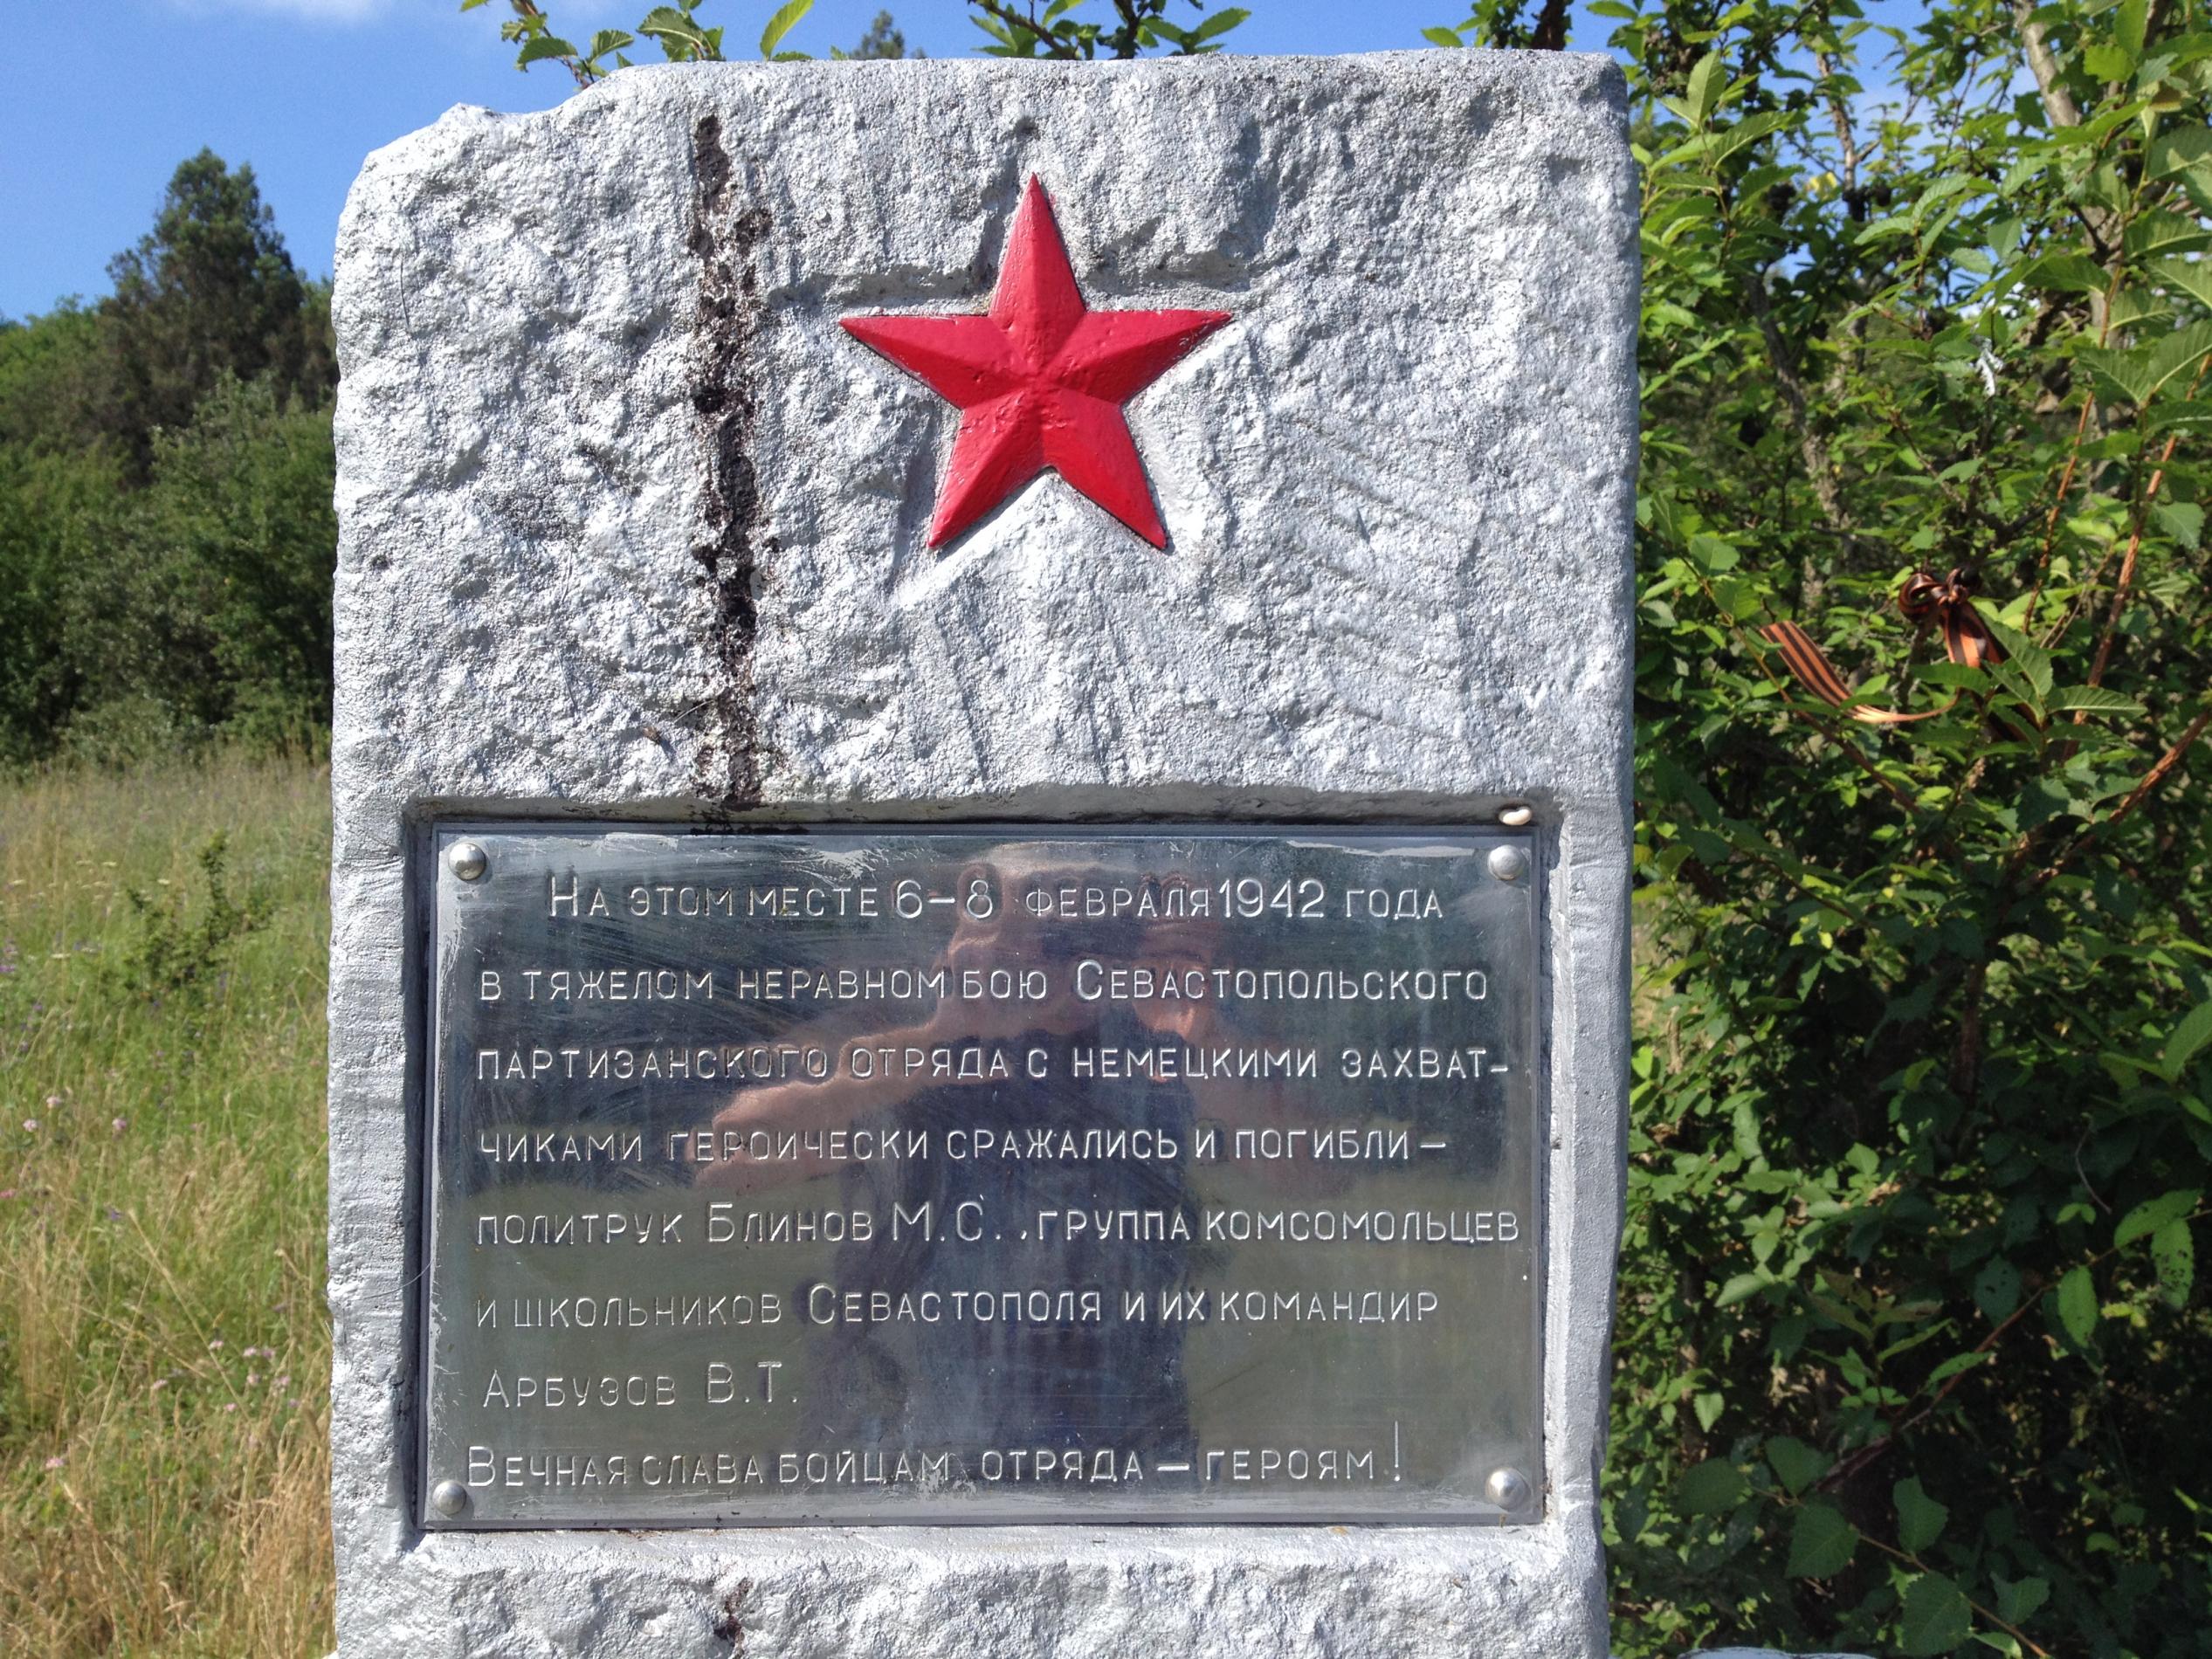 На этом месте 6–8 февраля 1942 года
в тяжелом неравном бою Севастопольского
партизанского отряда с немецкими захват-
чиками героически сражались и погибли –
политрук Блинов М.С., группа комсомольцев
и школьников Севастополя и их командир
Арбузов В.Т.
Вечная слава бойцам отряда – героям!